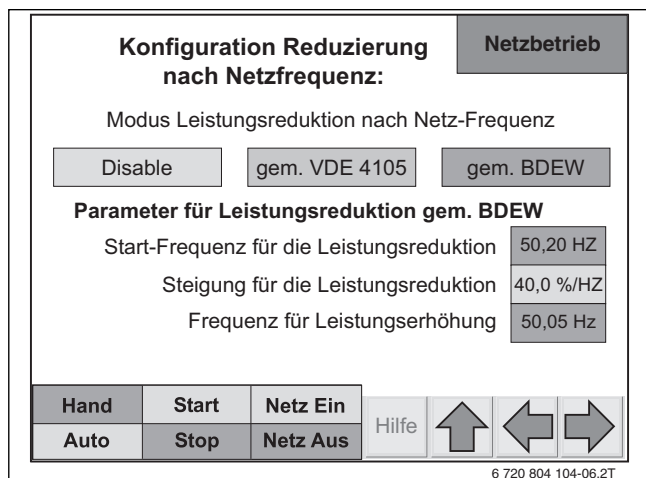 Konfiguration Reduzierung
nach Netzfrequenz:
Netzbetrieb
Modus Leistungsreduktion nach Netz-Frequenz
Disable gem. VDE 4105 gem. BDEW
Parameter für Leistungsreduktion gem. BDEW
Start-Frequenz für die Leistungsreduktion 50,20 HZ
Steigung für die Leistungsreduktion 40,0 %/HZ
Frequenz für Leistungserhöhung 50,05 Hz
Hand Start Netz Ein
Hilfe
Auto Stop Netz Aus
6 720 804 104-06.2T